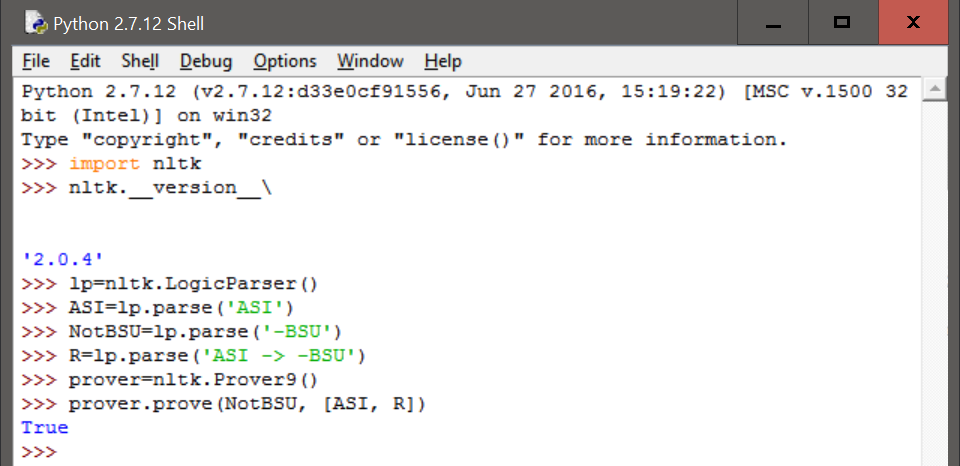 Python 2.7.12 Shell
File Edit Shell Debug Options Window Help
Python 2.7.12 (v2.7.12:d33e0cf91556, Jun 27 2016, 15:19:22) [MSC v.1500 32
bit (Intel)] on win32
Type "copyright", "credits" or "license()" for more information.
>>> import nltk
>>> nltk.__version__\
'2.0.4'
>>> lp=nltk.LogicParser()
>>> ASI=lp.parse('ASI')
>>> NotBSU=lp.parse('-BSU')
>>> R=lp.parse('ASI -> -BSU')
>>> prover=nltk.Prover9()
>>> prover.prove(NotBSU, [ASI, R])
True
>>>